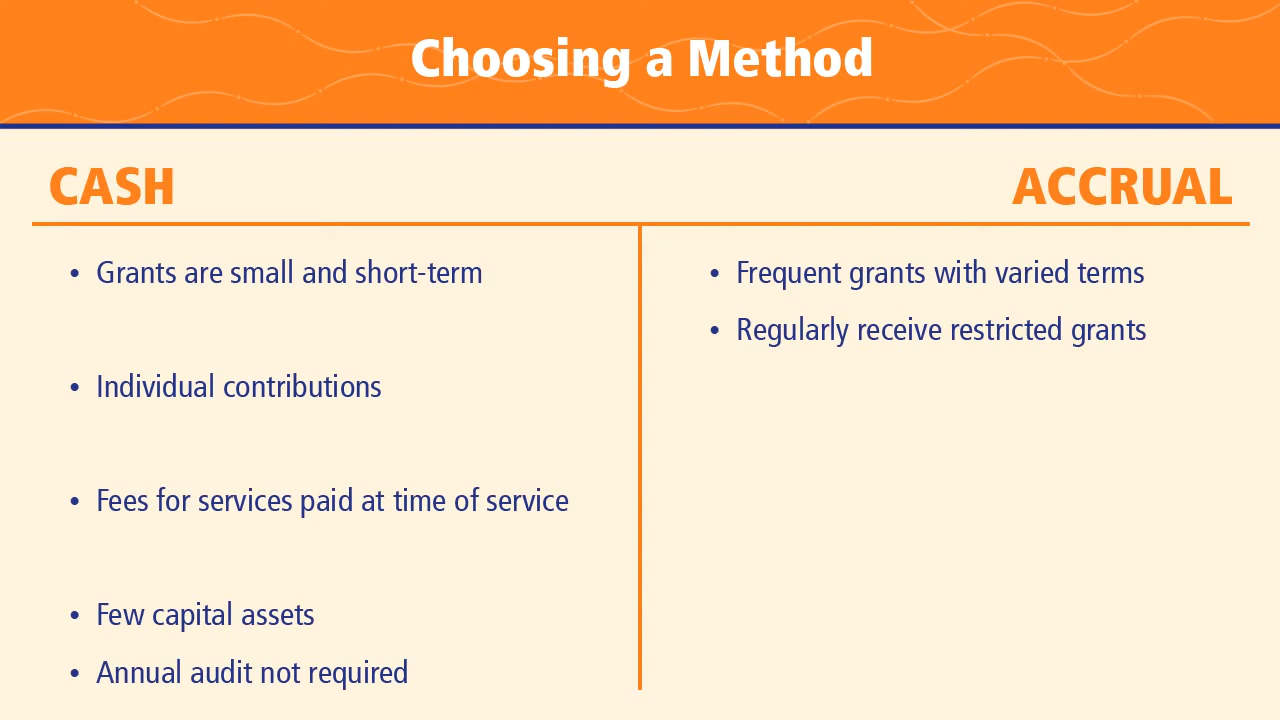 Choosing a Method
CASH
ACCRUAL
• Grants are small and short-term
• Individual contributions
• Fees for services paid at time of service
• Few capital assets
• Annual audit not required
• Frequent grants with varied terms
• Regularly receive restricted grants